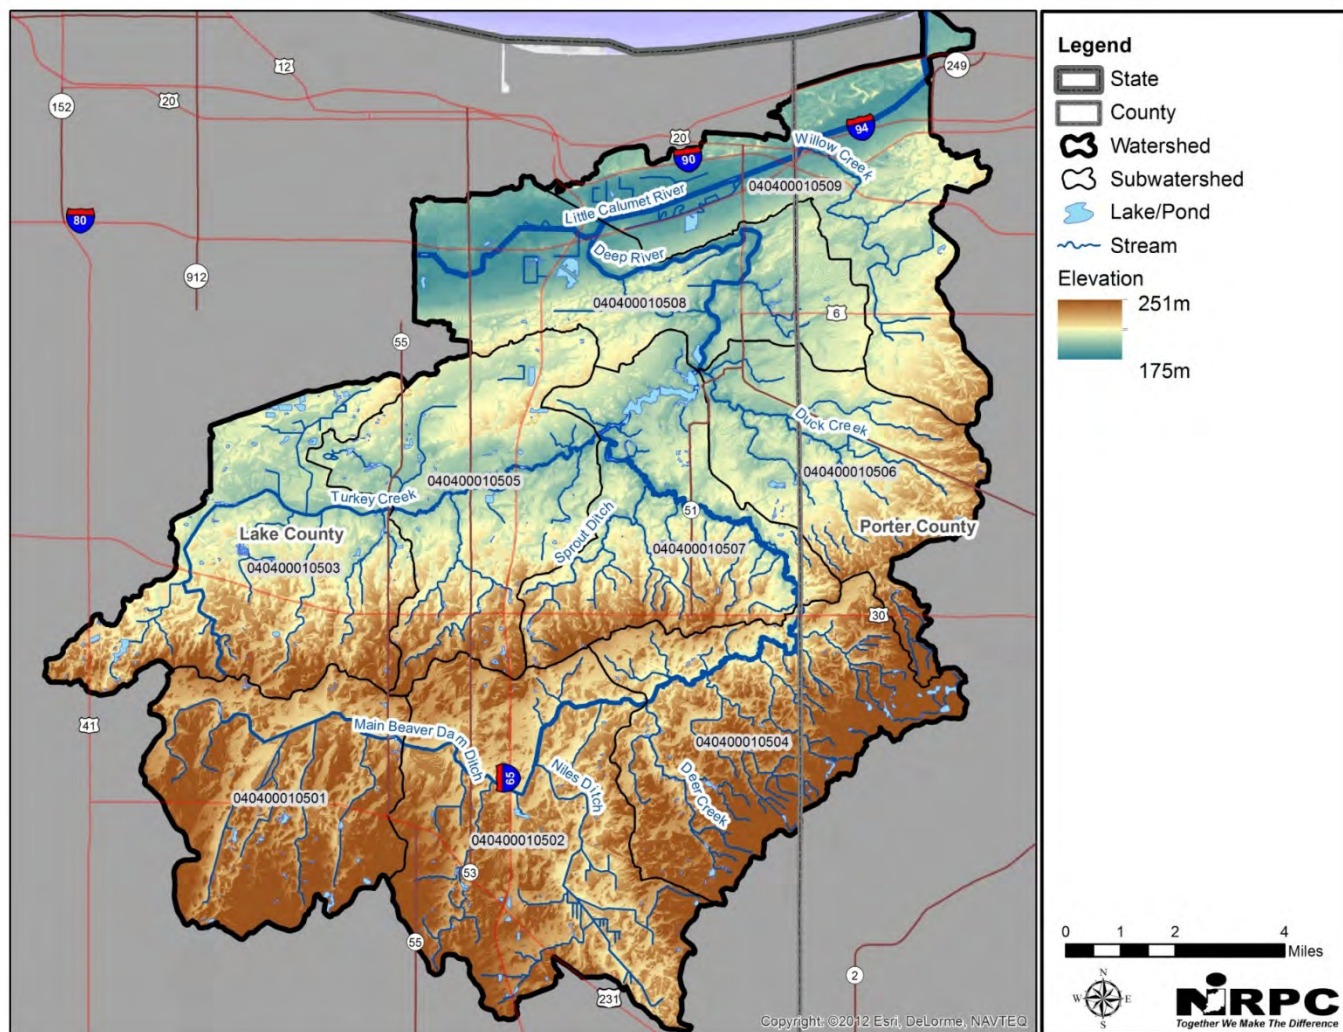 12
249
152
20
20
94
90
Willow Creek
040400010509
80
Little Calumet River
Deep River
912
040400010508
6
55
Duck Creek
040400010506
040400010505
Turkey Creek
51
Lake County
Sprout Ditch
Porter County
040400010507
040400010503
30
41
Main Beaver Dam Ditch
040400010504
65
Niles Ditch
Deer Creek
040400010501
040400010502
53
55
2
231
Copyright: ©2012 Esri, DeLorme, NAVTEQ
Legend
State
County
Watershed
Subwatershed
Lake/Pond
Stream
Elevation
251m
175m
0 1 2 4
Miles
N
W E
S
NIRPC
Together We Make The Difference